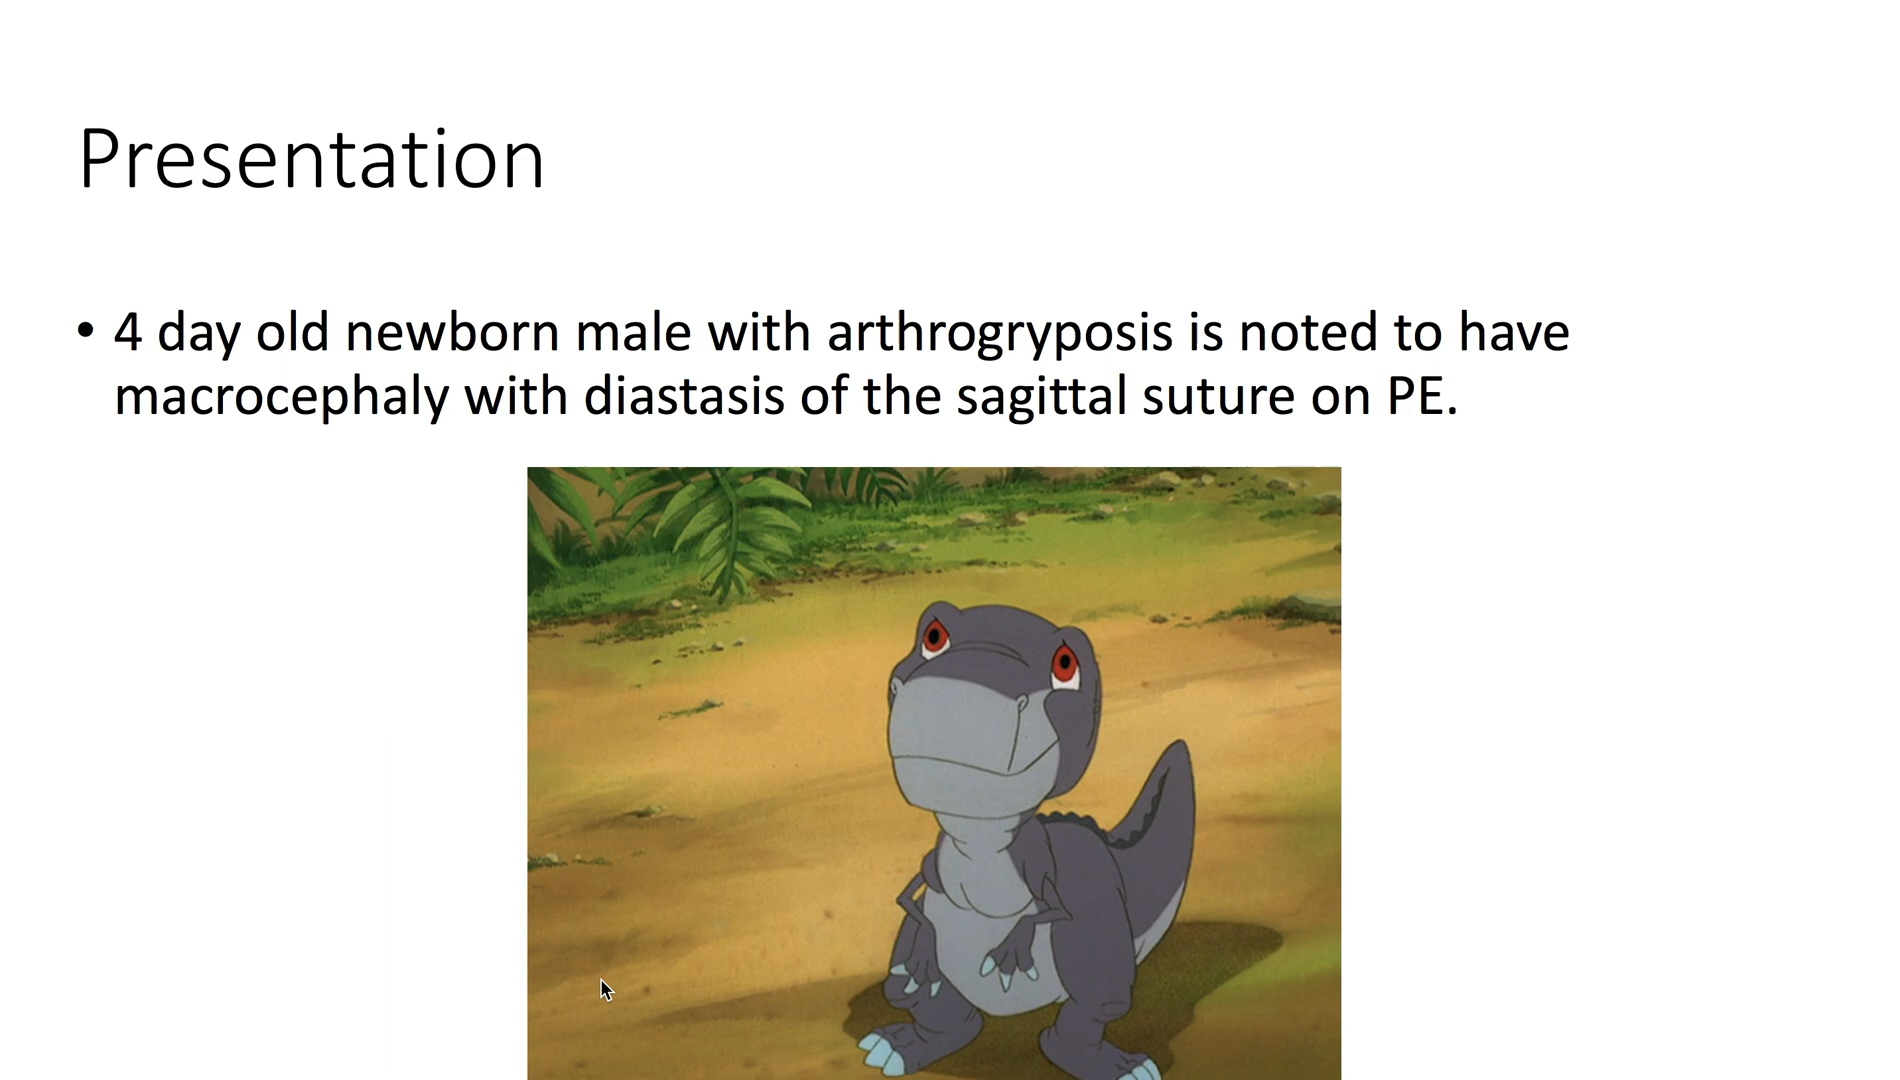 Presentation
• 4 day old newborn male with arthrogryposis is noted to have
macrocephaly with diastasis of the sagittal suture on PE.